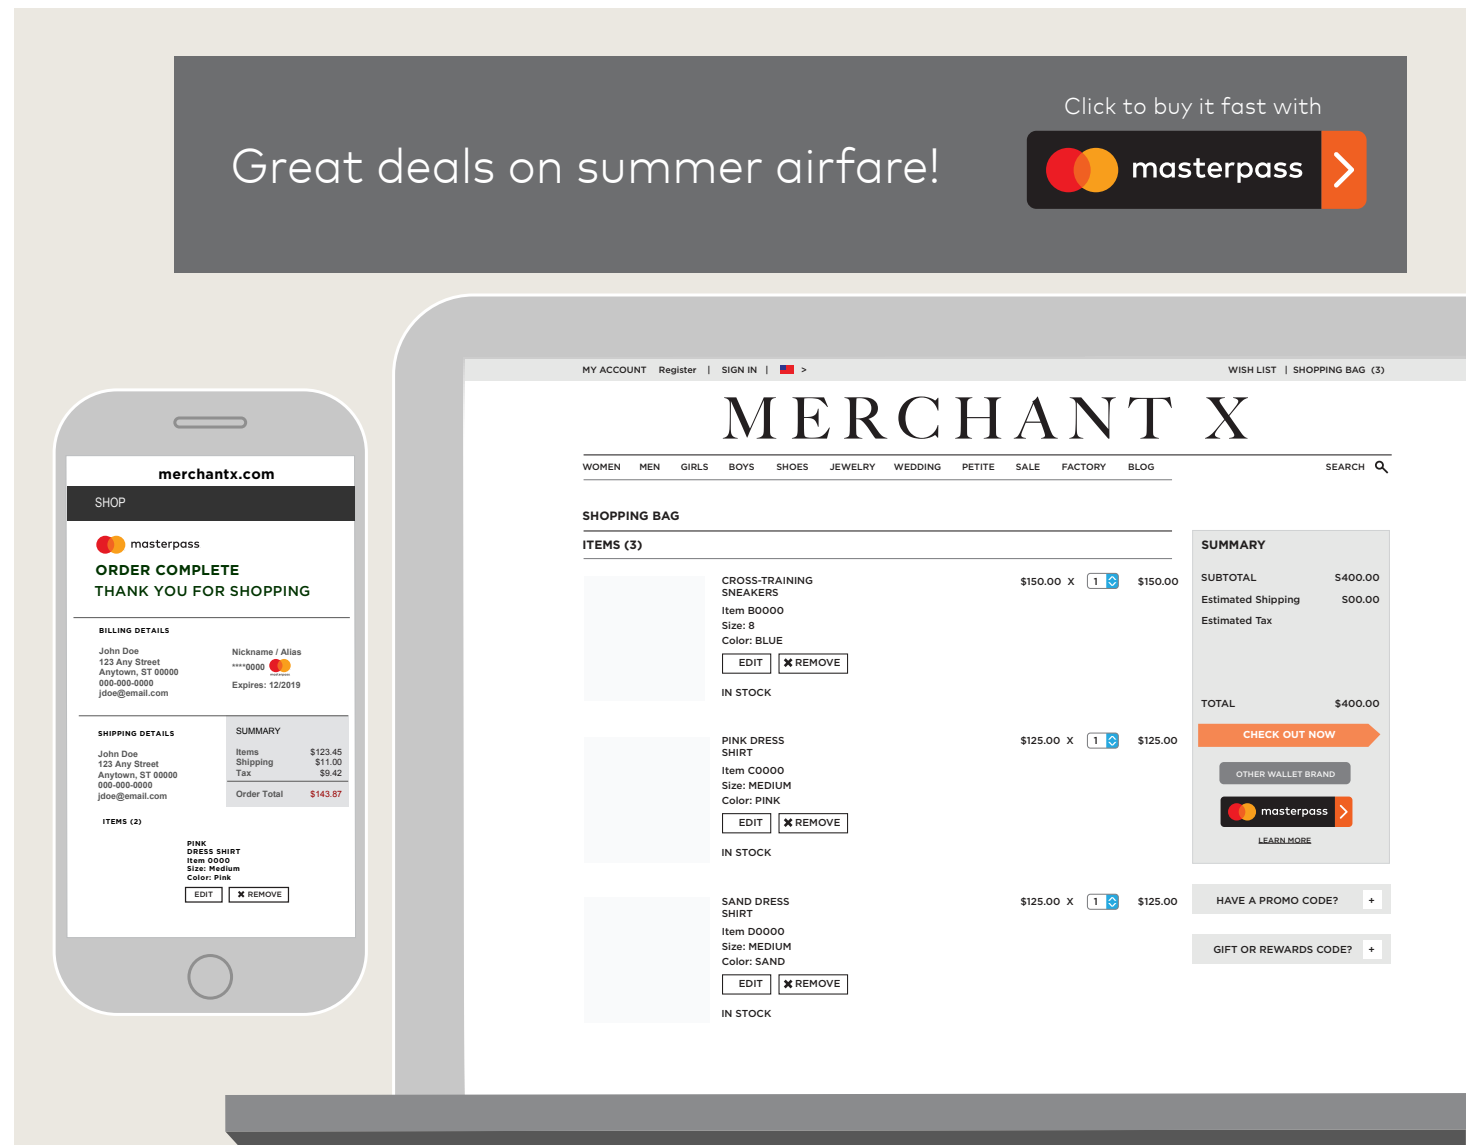 Click to buy it fast with
Great deals on summer airfare!
masterpass
merchantx.com
SHOP
masterpass
ORDER COMPLETE
THANK YOU FOR SHOPPING
BILLING DETAILS
John Doe
123 Any Street
Anytown, ST 00000
000-000-0000
jdoe@email.com
Nickname / Alias
****0000
Expires: 12/2019
SHIPPING DETAILS
John Doe
123 Any Street
Anytown, ST 00000
000-000-0000
jdoe@email.com
SUMMARY
Items $123.45
Shipping $11.00
Tax $9.42
Order Total $143.87
ITEMS (2)
PINK
DRESS SHIRT
Item 0000
Size: Medium
Color: Pink
EDIT ✖ REMOVE
MY ACCOUNT Register | SIGN IN | > WISH LIST | SHOPPING BAG (3)
MERCHANT X
WOMEN MEN GIRLS BOYS SHOES JEWELRY WEDDING PETITE SALE FACTORY BLOG SEARCH
SHOPPING BAG
ITEMS (3)
CROSS-TRAINING
SNEAKERS
$150.00 X 1 $150.00
Item B0000
Size: 8
Color: BLUE
EDIT ✖ REMOVE
IN STOCK
PINK DRESS
SHIRT
$125.00 X 1 $125.00
Item C0000
Size: MEDIUM
Color: PINK
EDIT ✖ REMOVE
IN STOCK
SAND DRESS
SHIRT
$125.00 X 1 $125.00
Item D0000
Size: MEDIUM
Color: SAND
EDIT ✖ REMOVE
IN STOCK
SUMMARY
SUBTOTAL S400.00
Estimated Shipping S00.00
Estimated Tax
TOTAL $400.00
CHECK OUT NOW
OTHER WALLET BRAND
masterpass
LEARN MORE
HAVE A PROMO CODE? +
GIFT OR REWARDS CODE? +